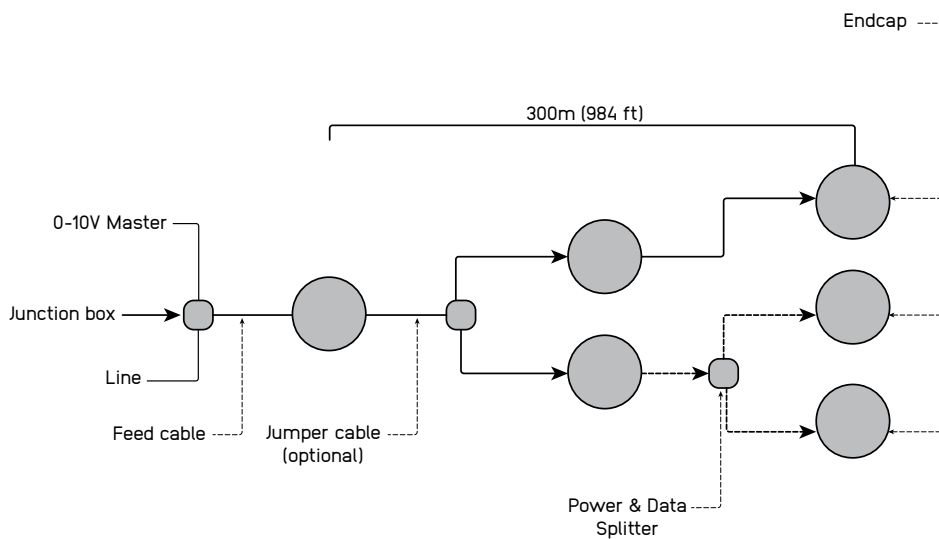 Endcap
300m (984 ft)
0-10V Master
Junction box
Line
Feed cable
Jumper cable
(optional)
Power & Data
Splitter